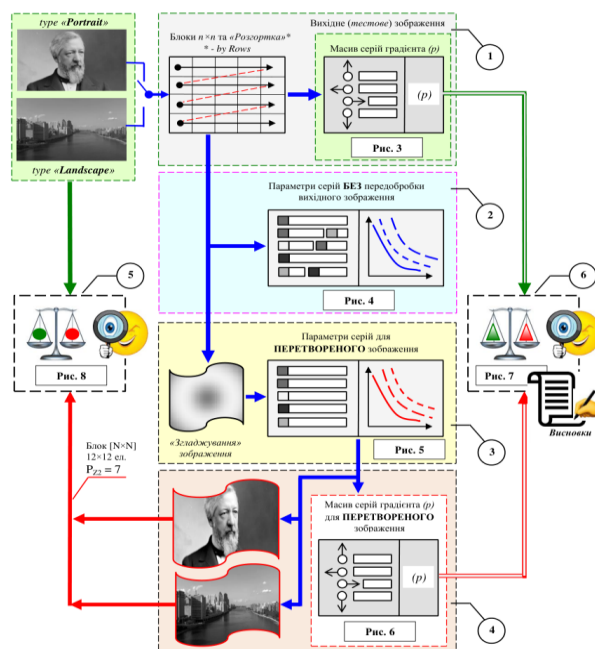 type «Portrait»
type «Landscape»
Блоки n×n та «Розгортка»*
* - by Rows
Вихідне (тестове) зображення
Масив серій градієнта (p)
(p)
Рис. 3
1
Параметри серій БЕЗ передобробки
вихідного зображення
Рис. 4
2
5
Рис. 8
6
Рис. 7
Висновки
Параметри серій для
ПЕРЕТВОРЕНОГО зображення
Рис. 5
«Згладжування»
зображення
3
Блок [N×N]
12×12 ел.
PZ2 = 7
Масив серій градієнта (p)
для ПЕРЕТВОРЕНОГО
зображення
(p)
Рис. 6
4